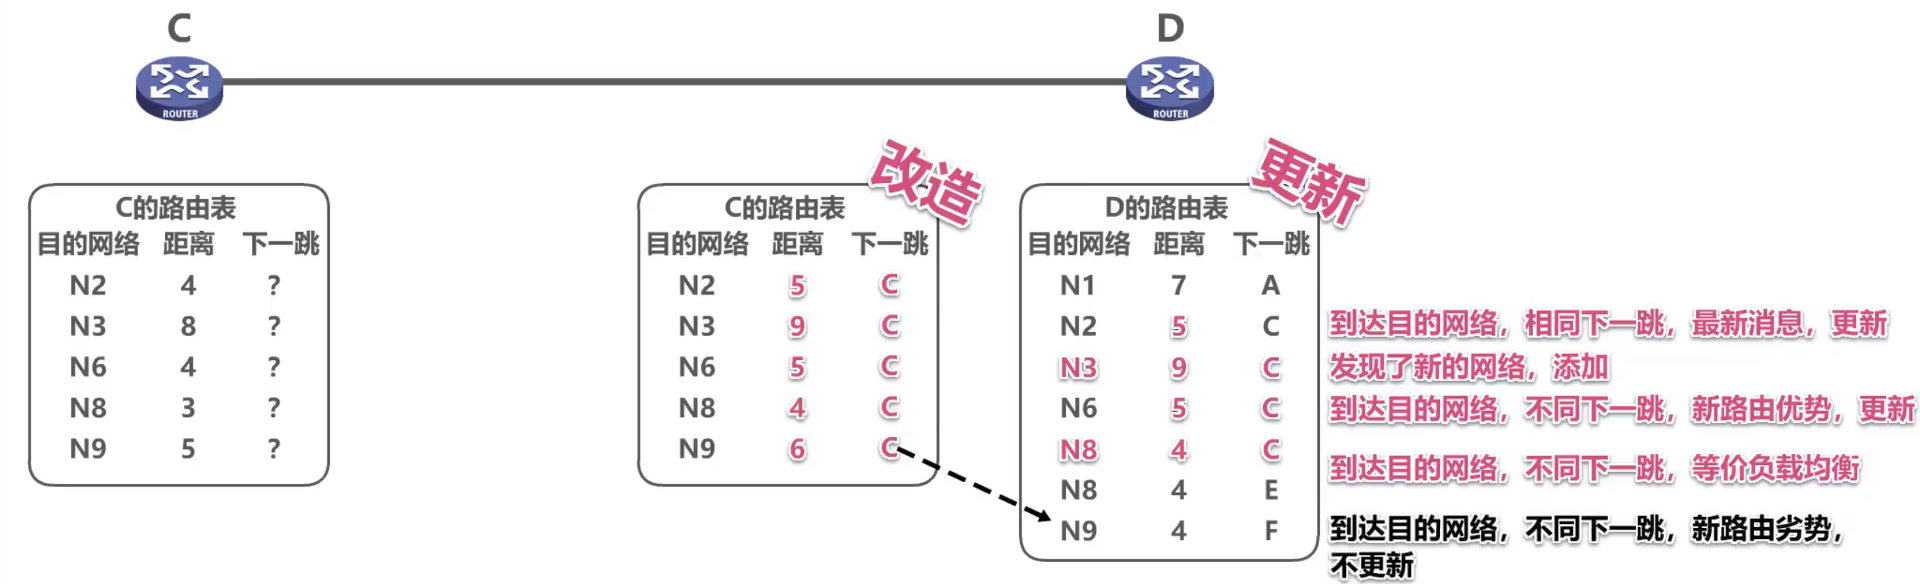 C
D
ROUTER
ROUTER
改造
更新
C的路由表
目的网络 距离 下一跳
N2 4 ?
N3 8 ?
N6 4 ?
N8 3 ?
N9 5 ?
C的路由表
目的网络 距离 下一跳
N2 5 C
N3 9 C
N6 5 C
N8 4 C
N9 6 C
D的路由表
目的网络 距离 下一跳
N1 7 A
N2 5 C
N3 9 C
N6 5 C
N8 4 C
N8 4 E
N9 4 F
到达目的网络，相同下一跳，最新消息，更新
发现了新的网络，添加
到达目的网络，不同下一跳，新路由优势，更新
到达目的网络，不同下一跳，等价负载均衡
到达目的网络，不同下一跳，新路由劣势，
不更新